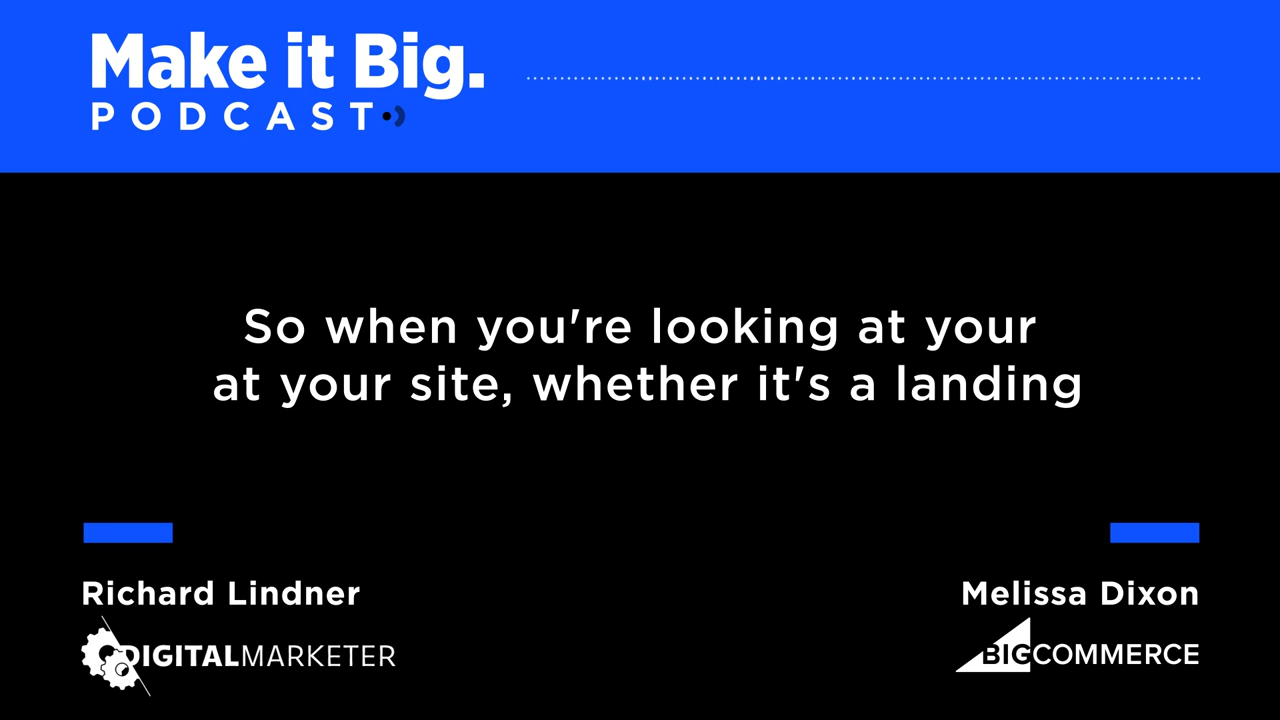 Make it Big.
PODCAST
So when you're looking at your
at your site, whether it's a landing
Richard Lindner
Melissa Dixon
DIGITALMARKETER
BIGCOMMERCE